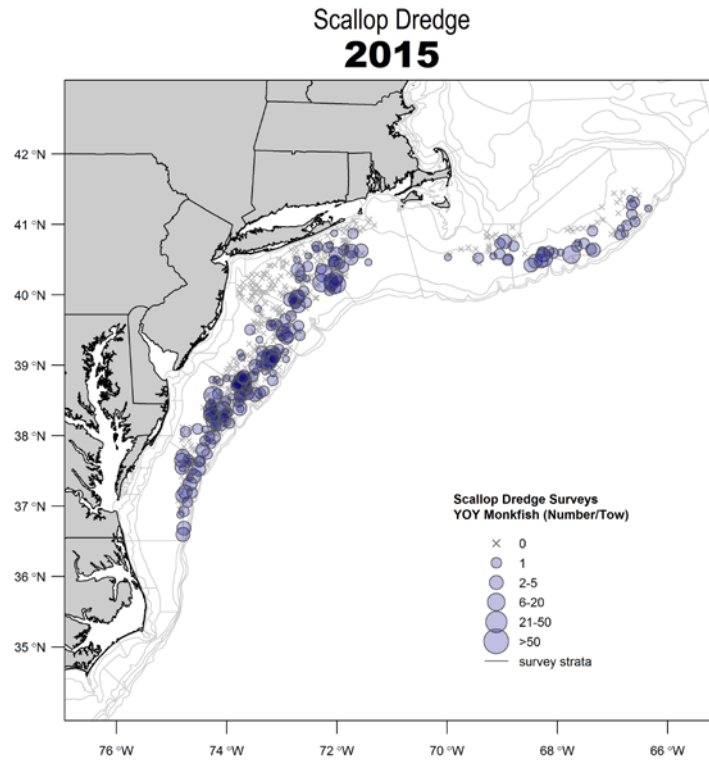 Scallop Dredge
2015
42 °N
41 °N
40 °N
39 °N
38 °N
37 °N
36 °N
35 °N
Scallop Dredge Surveys
YOY Monkfish (Number/Tow)
0
1
2-5
6-20
21-50
>50
survey strata
76 °W
74 °W
72 °W
70 °W
68 °W
66 °W